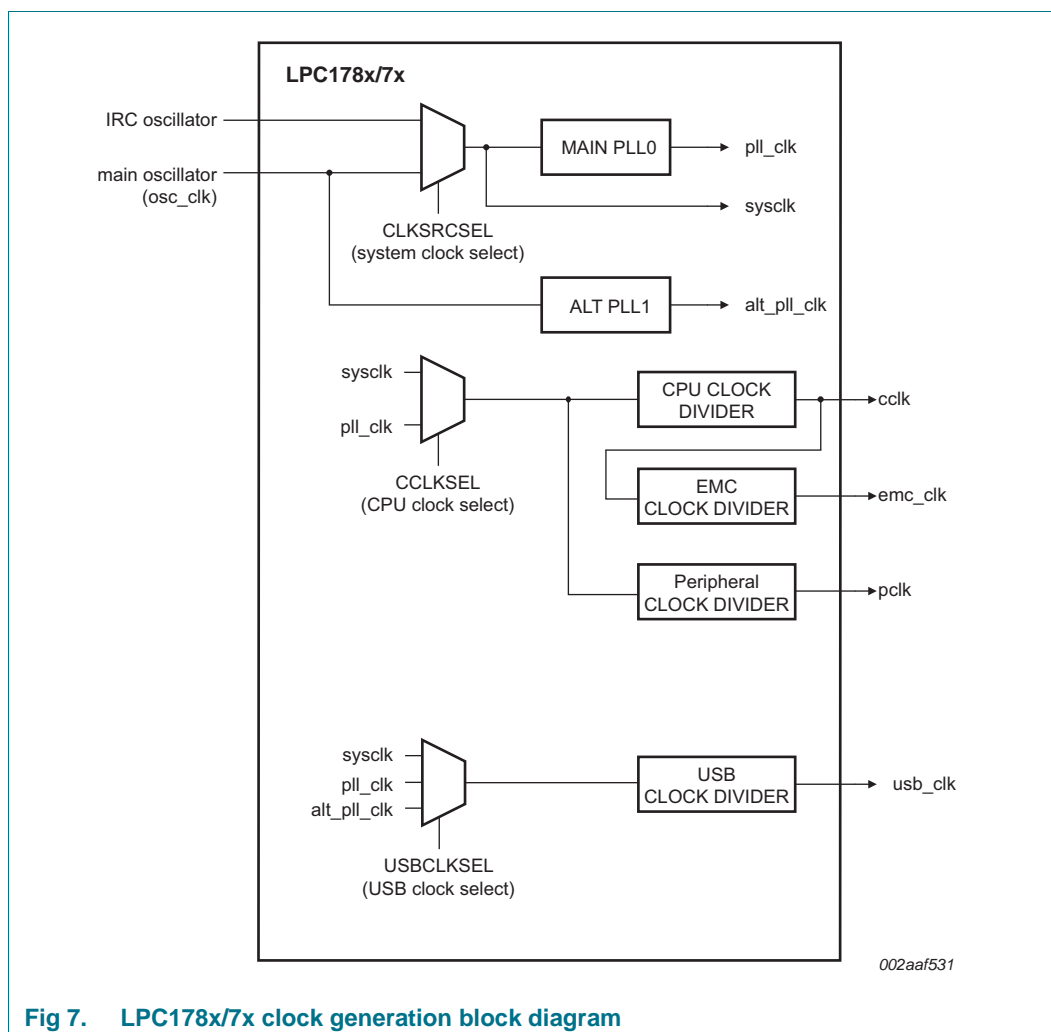 LPC178x/7x
IRC oscillator
MAIN PLL0
pll_clk
main oscillator
(osc_clk)
sysclk
CLKSRCSEL
(system clock select)
ALT PLL1
alt_pll_clk
sysclk
CPU CLOCK
DIVIDER
cclk
pll_clk
CCLKSEL
(CPU clock select)
EMC
CLOCK DIVIDER
emc_clk
Peripheral
CLOCK DIVIDER
pclk
sysclk
pll_clk
alt_pll_clk
USB
CLOCK DIVIDER
usb_clk
USBCLKSEL
(USB clock select)
002aaf531
Fig 7. LPC178x/7x clock generation block diagram